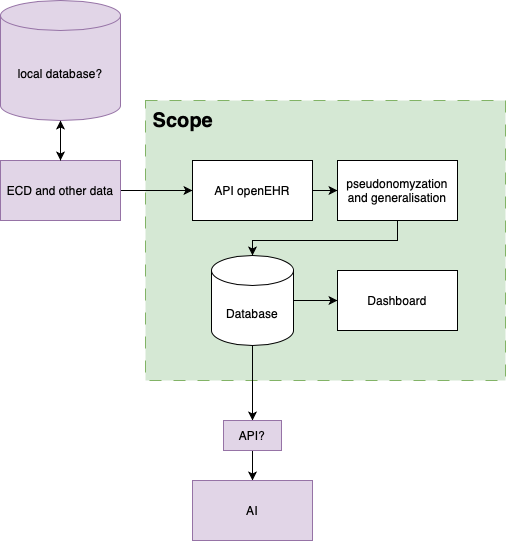 local database?
Scope
ECD and other data
API openEHR
pseudonomyzation
and generalisation
Database
Dashboard
API?
AI